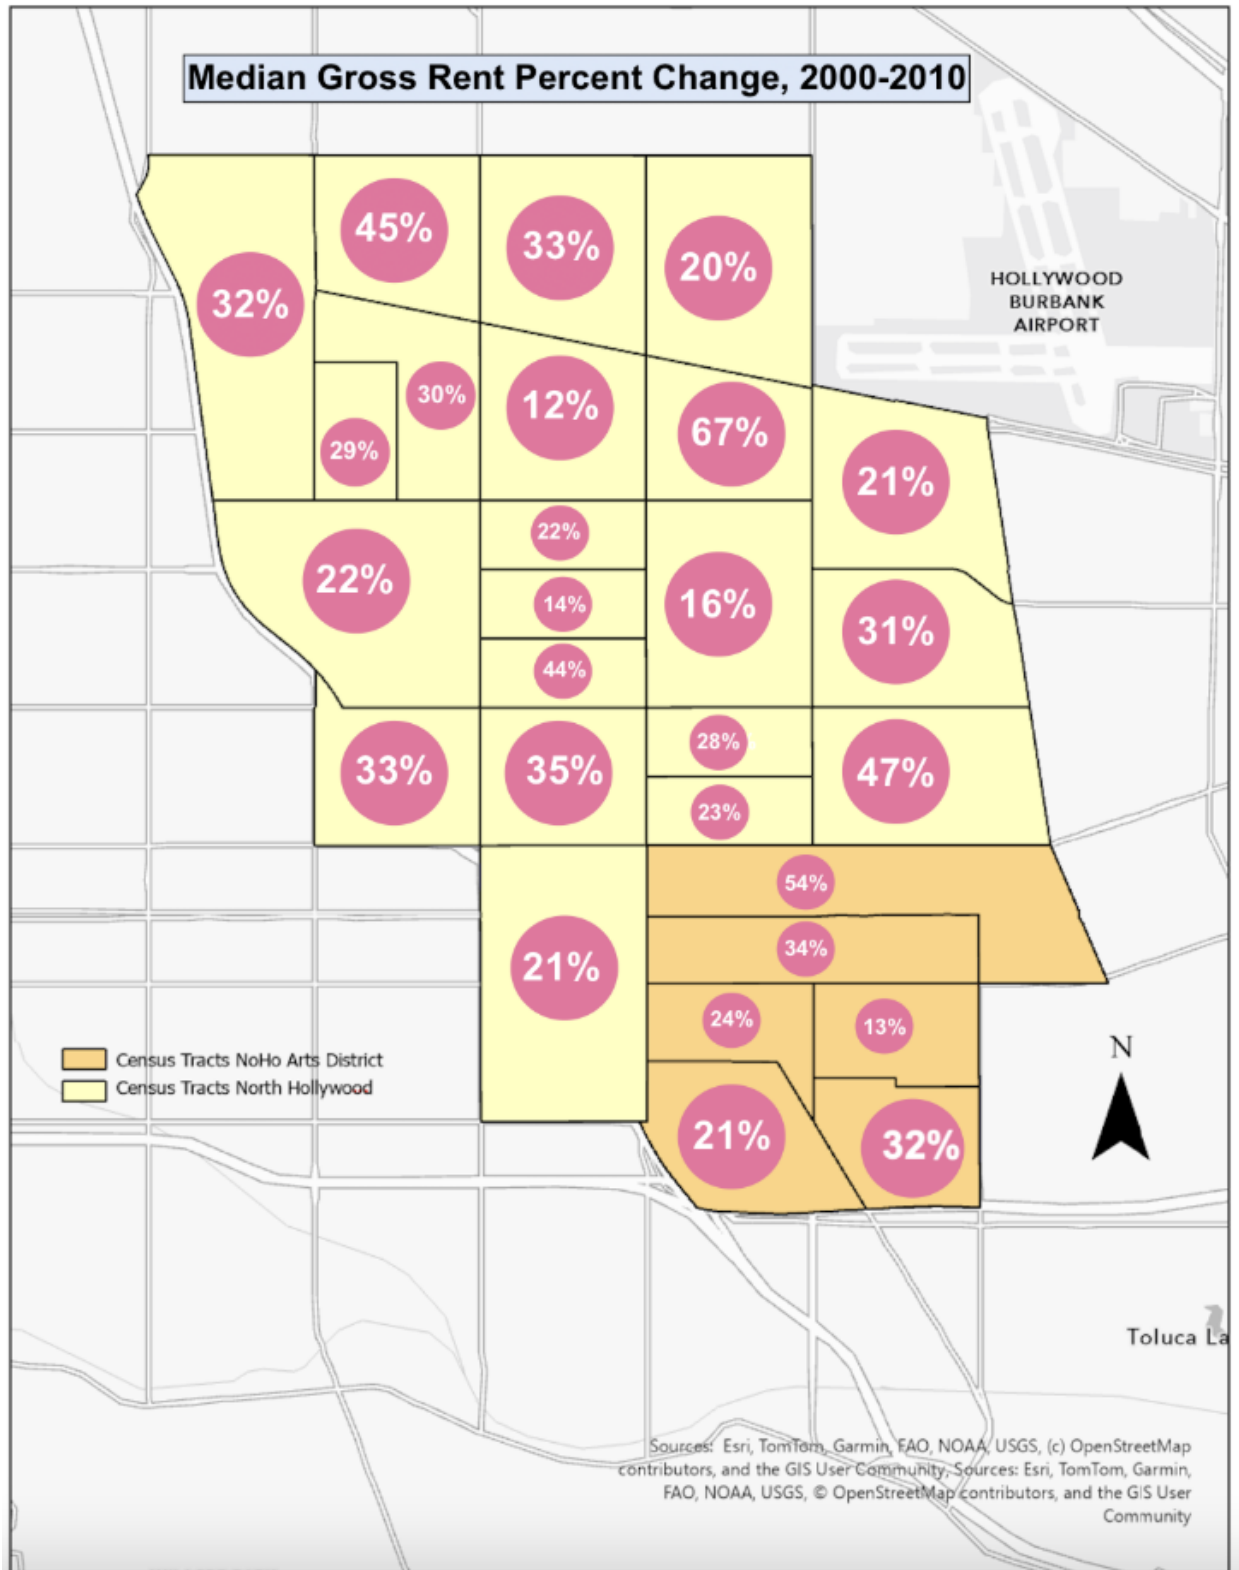 Median Gross Rent Percent Change, 2000-2010
45%
33%
20%
32%
HOLLYWOOD
BURBANK
AIRPORT
30%
12%
67%
29%
21%
22%
22%
14%
16%
31%
44%
33%
35%
28%
47%
23%
54%
34%
21%
24%
13%
Census Tracts NoHo Arts District
Census Tracts North Hollywood
N
21%
32%
Toluca La
Sources: Esri, TomTom, Garmin, FAO, NOAA, USGS, (c) OpenStreetMap
contributors, and the GIS User Community, Sources: Esri, TomTom, Garmin,
FAO, NOAA, USGS, © OpenStreetMap contributors, and the GIS User
Community